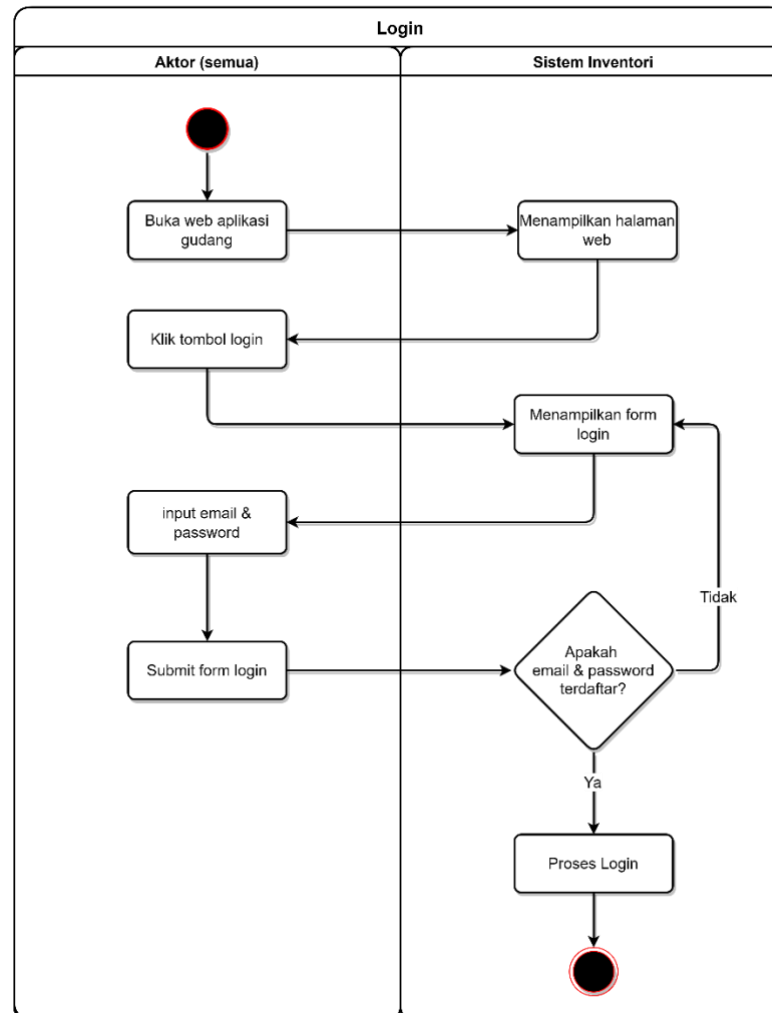 Login
Aktor (semua)
Sistem Inventori
Buka web aplikasi
gudang
Menampilkan halaman
web
Klik tombol login
Menampilkan form
login
input email &
password
Tidak
Submit form login
Apakah
email & password
terdaftar?
Ya
Proses Login